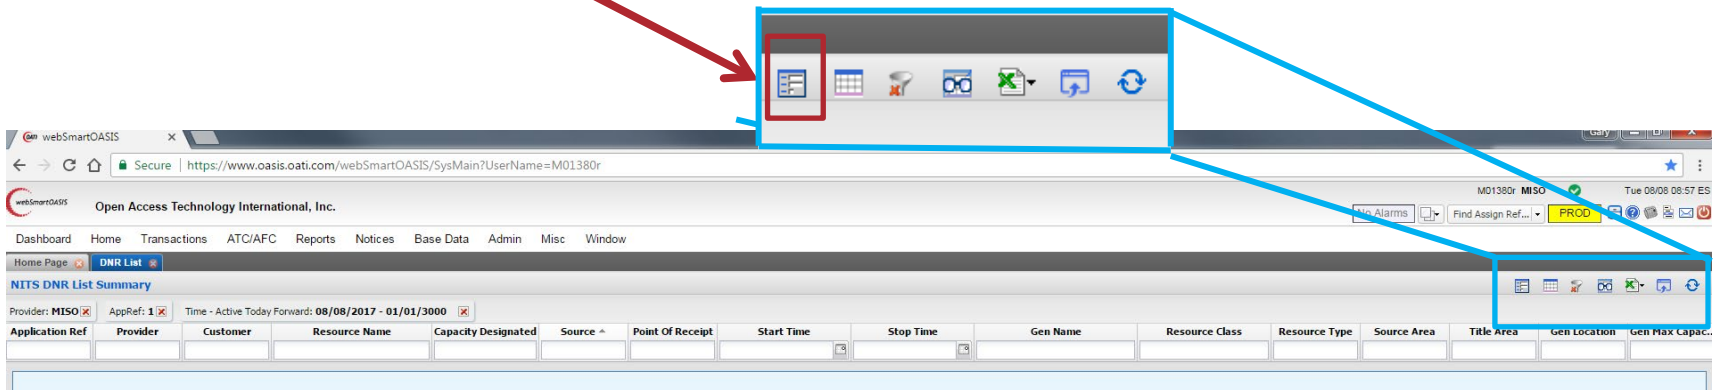 webSmartOASIS
Gary
Secure | https://www.oasis.oati.com/webSmartOASIS/SysMain?UserName=M01380r
M01380r MISO Tue 08/08 08:57 ES
webSmartOASIS Open Access Technology International, Inc.
No Alarms Find Assign Ref... PROD
Dashboard Home Transactions ATC/AFC Reports Notices Base Data Admin Misc Window
Home Page DNR List
NITS DNR List Summary
Provider: MISO AppRef: 1 Time - Active Today Forward: 08/08/2017 - 01/01/3000
Application Ref Provider Customer Resource Name Capacity Designated Source Point Of Receipt Start Time Stop Time Gen Name Resource Class Resource Type Source Area Title Area Gen Location Gen Max Capac..